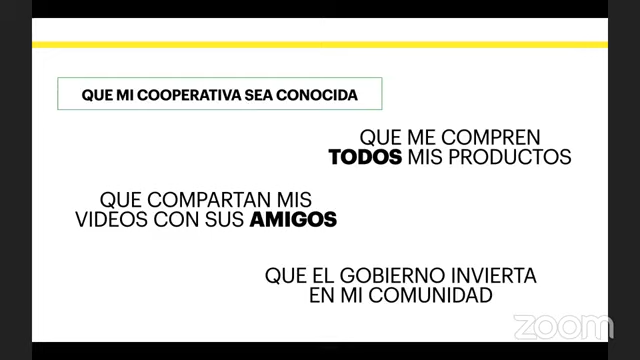 QUE MI COOPERATIVA SEA CONOCIDA
QUE ME COMPREN
TODOS MIS PRODUCTOS
QUE COMPARTAN MIS
VIDEOS CON SUS AMIGOS
QUE EL GOBIERNO INVIERTA
EN MI COMUNIDAD
zoom